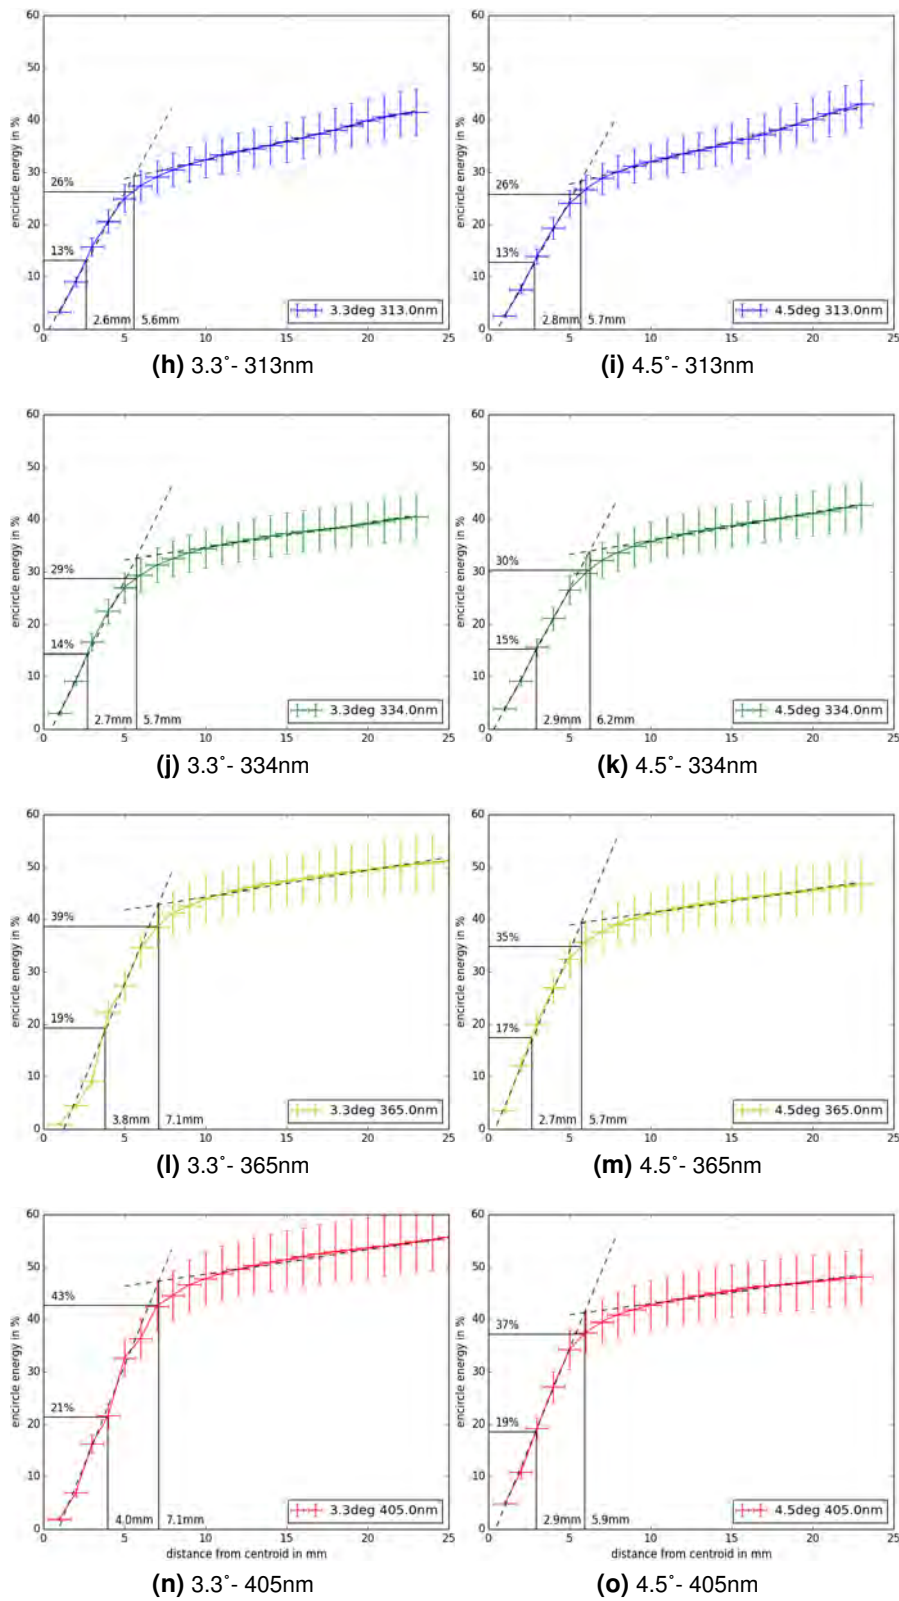 60
50
40
30
20
10
0
encircle energy in %
26%
13%
2.6mm 5.6mm
3.3deg 313.0nm
0 5 10 15 20 25
(h) 3.3˚- 313nm
60
50
40
30
20
10
0
encircle energy in %
26%
13%
2.8mm 5.7mm
4.5deg 313.0nm
0 5 10 15 20 25
(i) 4.5˚- 313nm
60
50
40
30
20
10
0
encircle energy in %
29%
14%
2.7mm 5.7mm
3.3deg 334.0nm
0 5 10 15 20 25
(j) 3.3˚- 334nm
60
50
40
30
20
10
0
encircle energy in %
30%
15%
2.9mm 6.2mm
4.5deg 334.0nm
0 5 10 15 20 25
(k) 4.5˚- 334nm
60
50
40
30
20
10
0
encircle energy in %
39%
19%
3.8mm 7.1mm
3.3deg 365.0nm
0 5 10 15 20 25
(l) 3.3˚- 365nm
60
50
40
30
20
10
0
encircle energy in %
35%
17%
2.7mm 5.7mm
4.5deg 365.0nm
0 5 10 15 20 25
(m) 4.5˚- 365nm
60
50
40
30
20
10
0
encircle energy in %
43%
21%
4.0mm 7.1mm
3.3deg 405.0nm
0 5 10 15 20 25
distance from centroid in mm
(n) 3.3˚- 405nm
60
50
40
30
20
10
0
encircle energy in %
37%
19%
2.9mm 5.9mm
4.5deg 405.0nm
0 5 10 15 20 25
distance from centroid in mm
(o) 4.5˚- 405nm